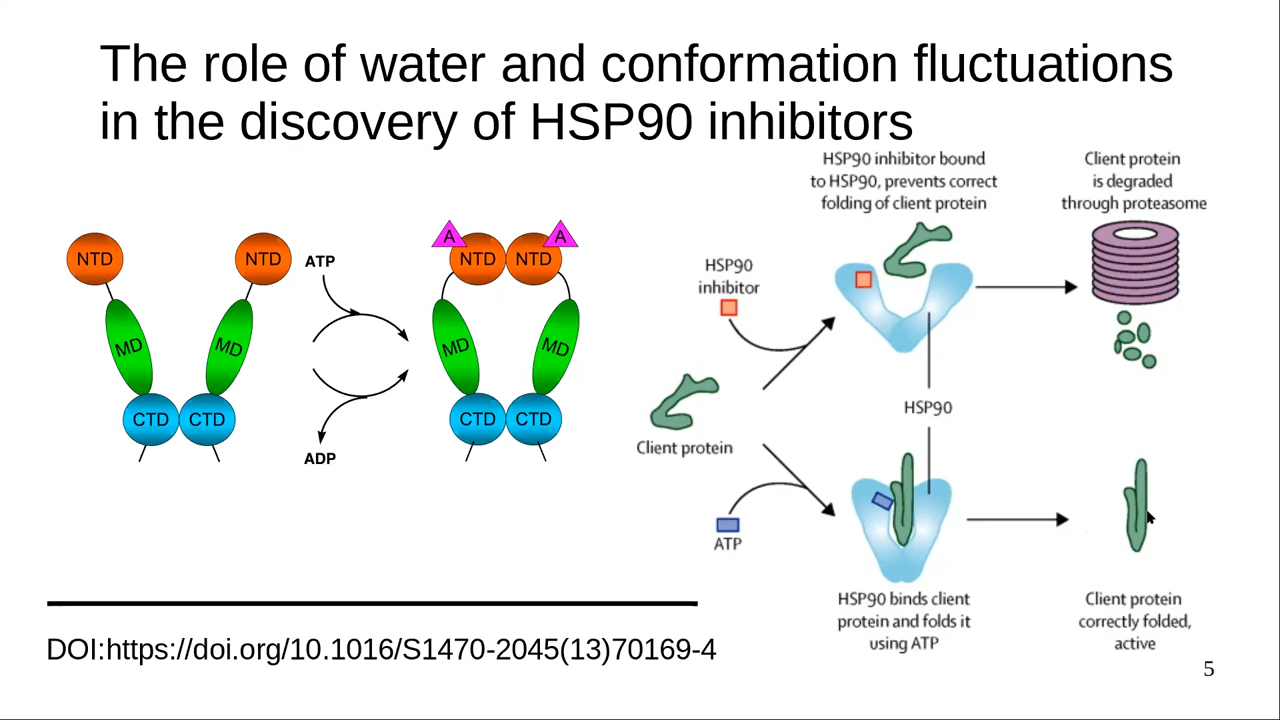 The role of water and conformation fluctuations
in the discovery of HSP90 inhibitors
NTD
NTD
MD
MD
CTD
CTD
ATP
ADP
A
A
NTD
NTD
MD
MD
CTD
CTD
HSP90 inhibitor bound
to HSP90, prevents correct
folding of client protein
Client protein
is degraded
through proteasome
HSP90
inhibitor
HSP90
Client protein
ATP
HSP90 binds client
protein and folds it
using ATP
Client protein
correctly folded,
active
DOI:https://doi.org/10.1016/S1470-2045(13)70169-4
5